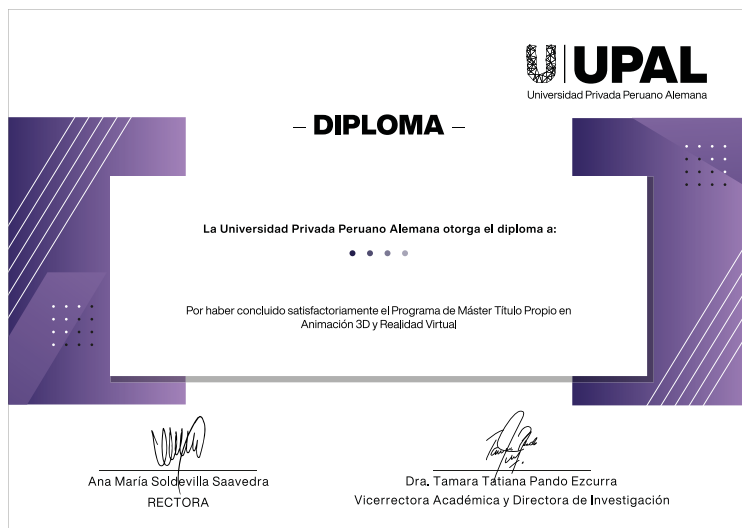 UPAL
Universidad Privada Peruano Alemana
– DIPLOMA –
La Universidad Privada Peruano Alemana otorga el diploma a:
Por haber concluido satisfactoriamente el Programa de Máster Título Propio en
Animación 3D y Realidad Virtual
Ana María Soldevilla Saavedra
RECTORA
Dra. Tamara Tatiana Pando Ezcurra
Vicerrectora Académica y Directora de Investigación